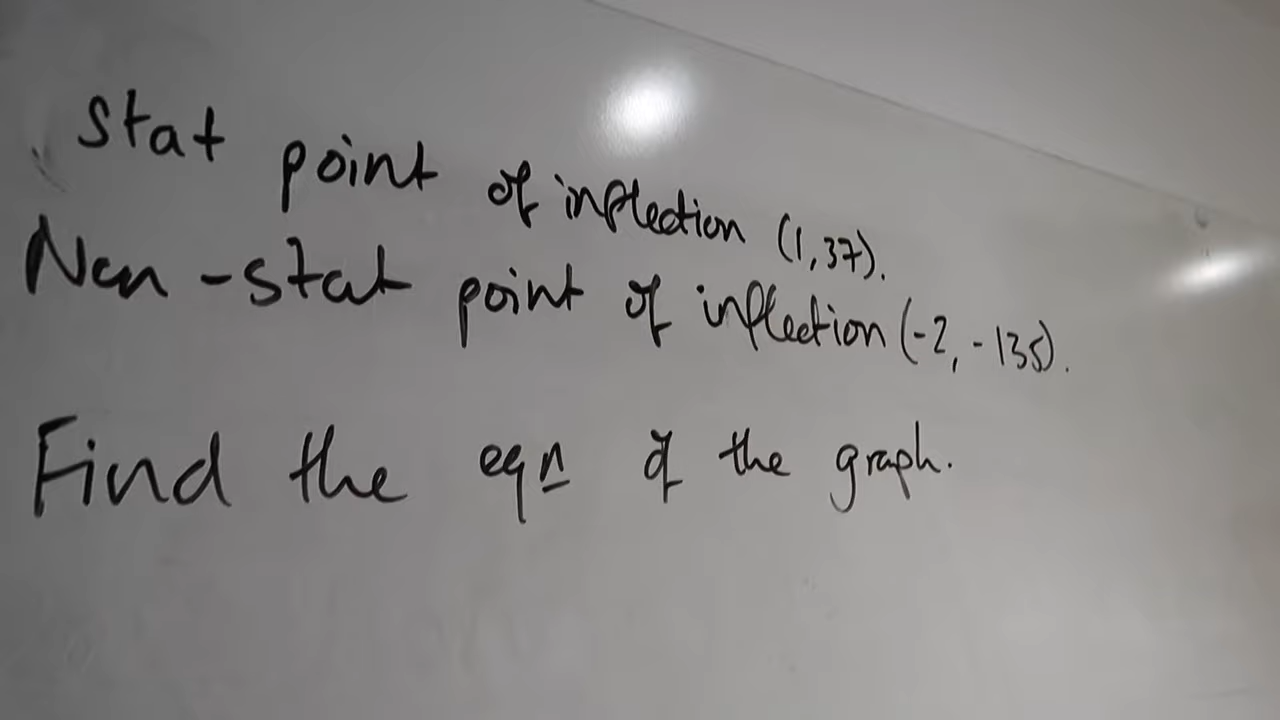 Stat point of inflection (1,37).
Non-stat point of inflection (-2, -135).
Find the eqn of the graph.